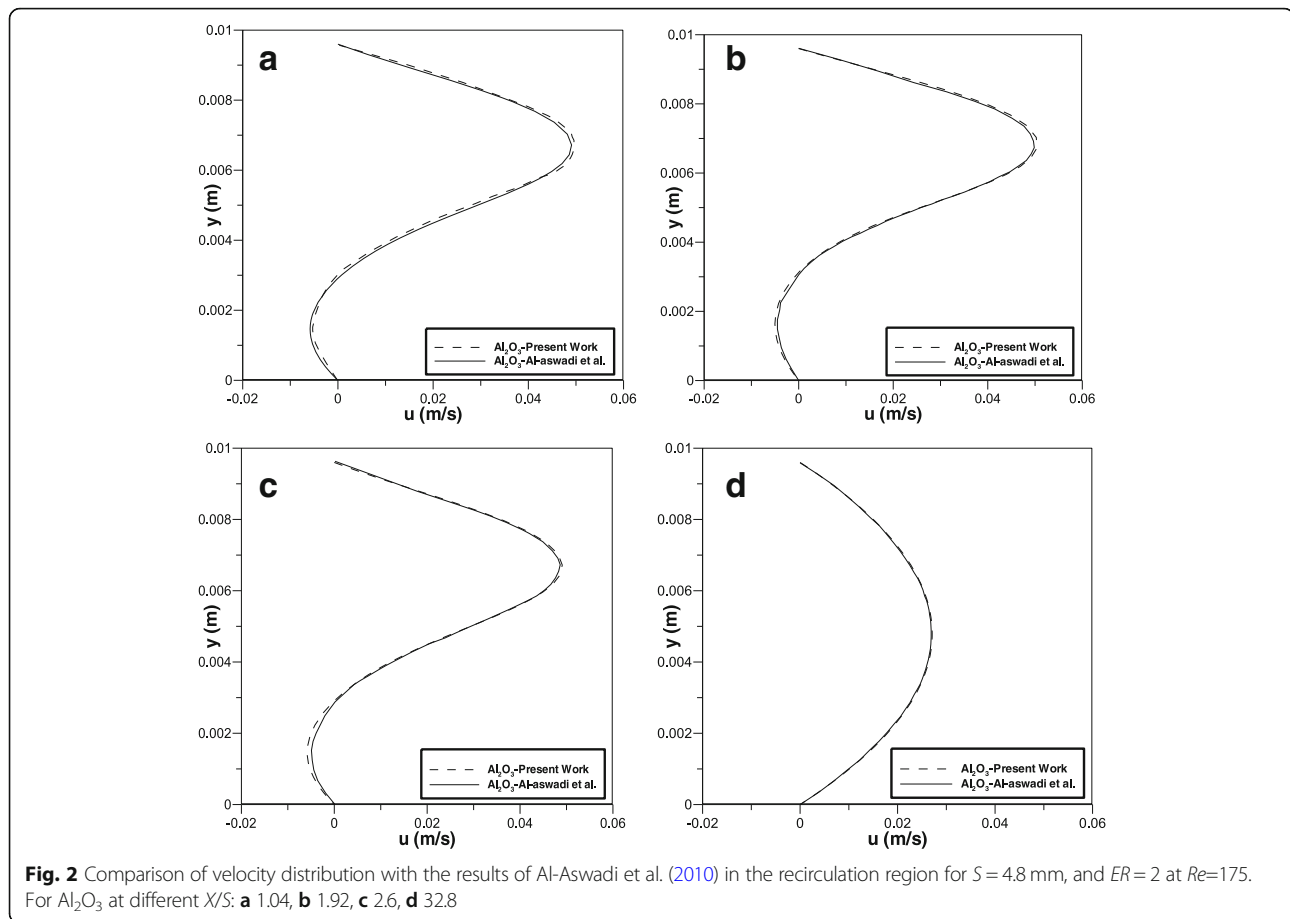 a
0.01
0.008
0.006
0.004
0.002
0
y (m)
-0.02
0
0.02
0.04
0.06
u (m/s)
Al₂O₃-Present Work
Al₂O₃-Al-aswadi et al.
b
0.01
0.008
0.006
0.004
0.002
0
y (m)
-0.02
0
0.02
0.04
0.06
u (m/s)
Al₂O₃-Present Work
Al₂O₃-Al-aswadi et al.
c
0.01
0.008
0.006
0.004
0.002
0
y (m)
-0.02
0
0.02
0.04
0.06
u (m/s)
Al₂O₃-Present Work
Al₂O₃-Al-aswadi et al.
d
0.01
0.008
0.006
0.004
0.002
0
y (m)
-0.02
0
0.02
0.04
0.06
u (m/s)
Al₂O₃-Present Work
Al₂O₃-Al-aswadi et al.
Fig. 2 Comparison of velocity distribution with the results of Al-Aswadi et al. (2010) in the recirculation region for S = 4.8 mm, and ER = 2 at Re=175.
For Al₂O₃ at different X/S: a 1.04, b 1.92, c 2.6, d 32.8